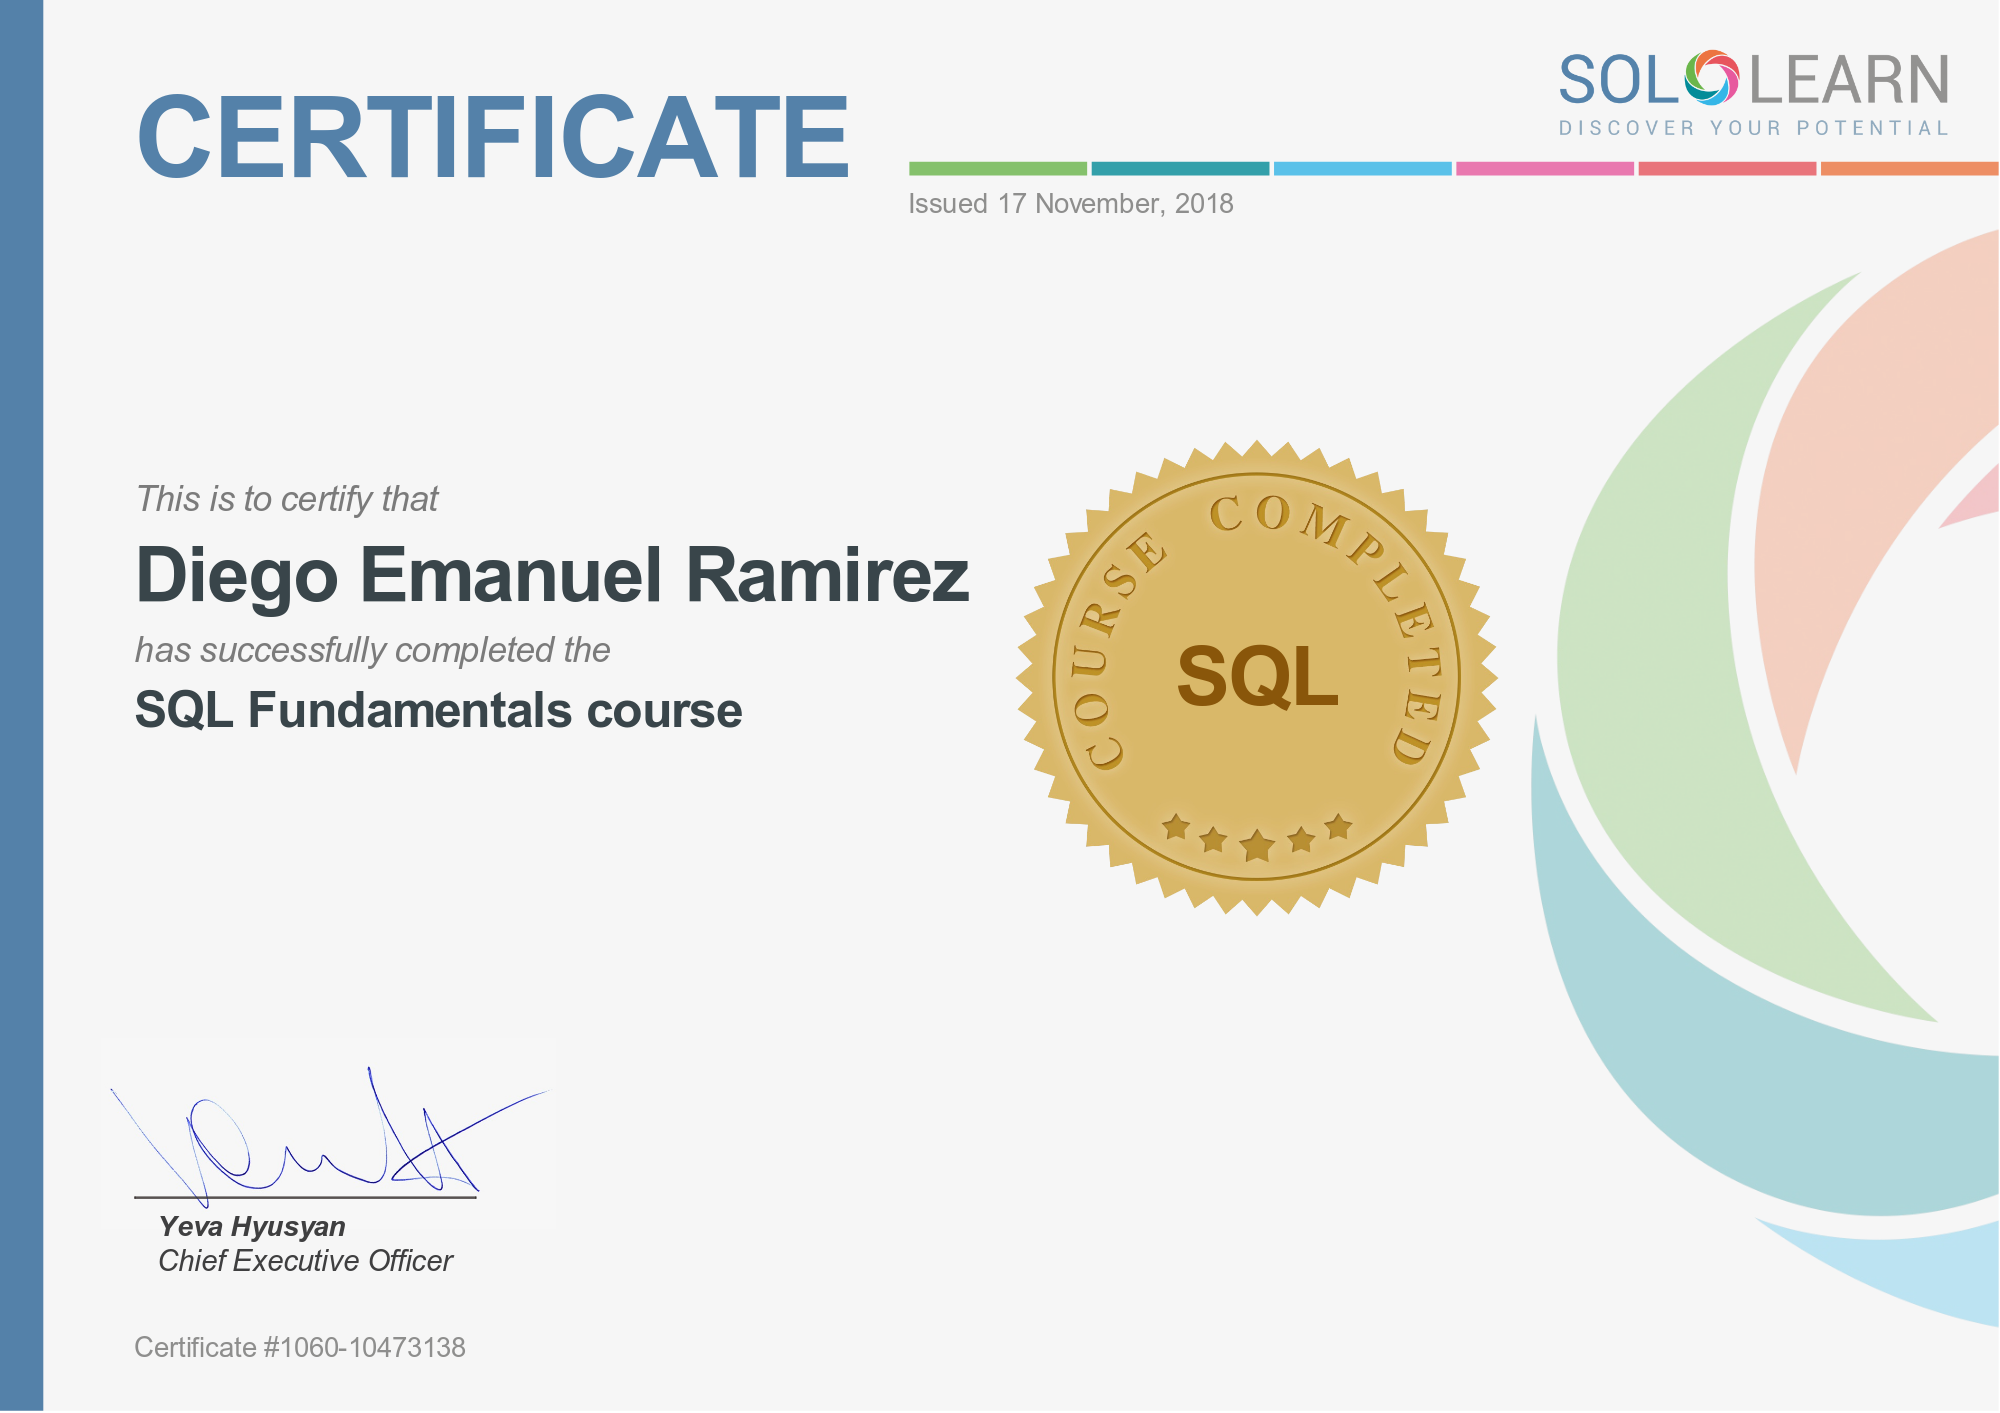 CERTIFICATE
SOLOLEARN
DISCOVER YOUR POTENTIAL
Issued 17 November, 2018
This is to certify that
Diego Emanuel Ramirez
has successfully completed the
SQL Fundamentals course
COURSE COMPLETED
SQL
Yeva Hyusyan
Chief Executive Officer
Certificate #1060-10473138